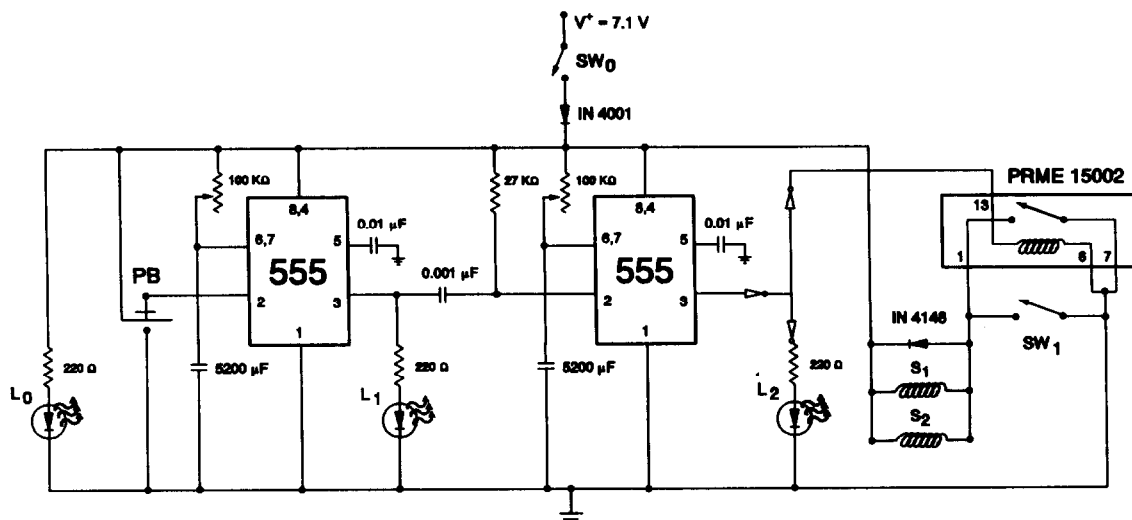 V+ = 7.1 V
SW0
IN 4001
100 KΩ
8,4
6,7
5
0.01 μF
555
2
3
1
PB
220 Ω
L0
5200 μF
0.001 μF
220 Ω
L1
27 KΩ
100 KΩ
8,4
6,7
5
0.01 μF
555
2
3
1
5200 μF
220 Ω
L2
PRME 15002
13
1
6
7
IN 4148
SW1
S1
S2